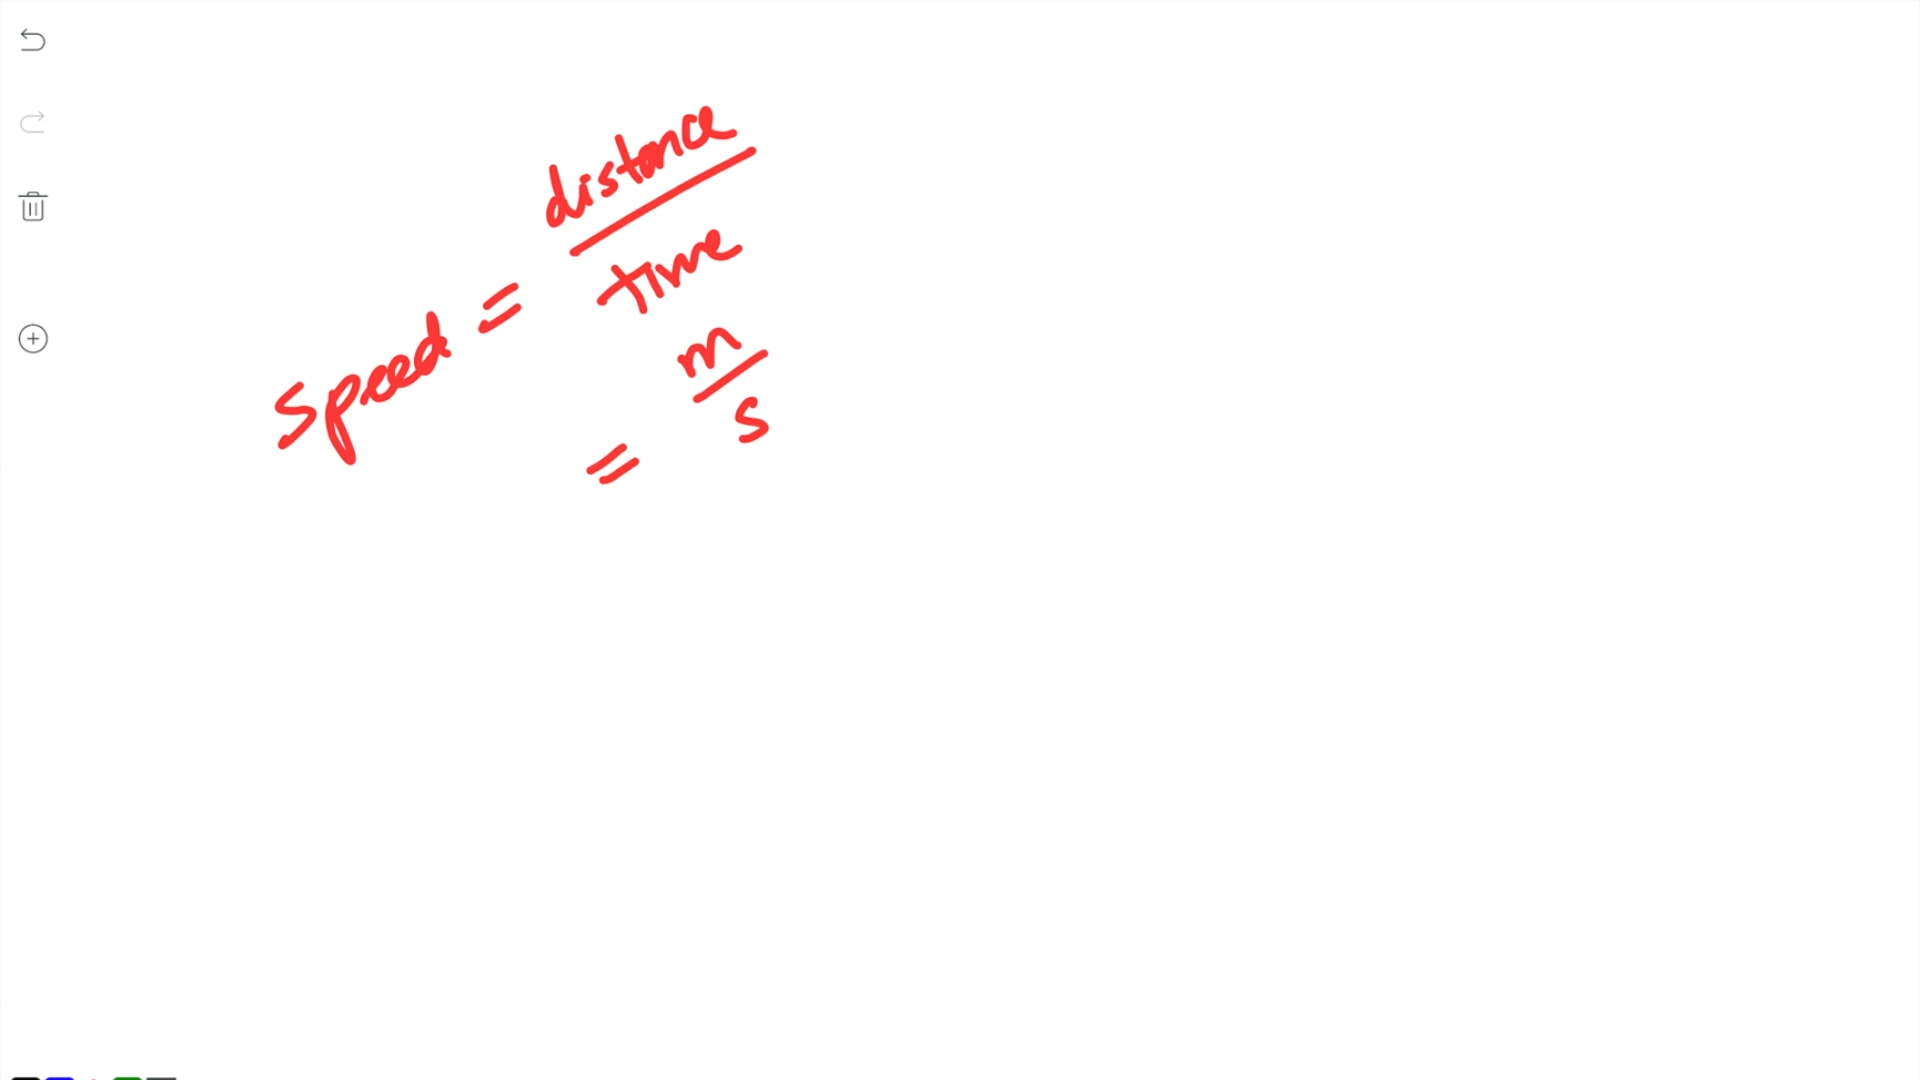 speed = distance / time
= m / s